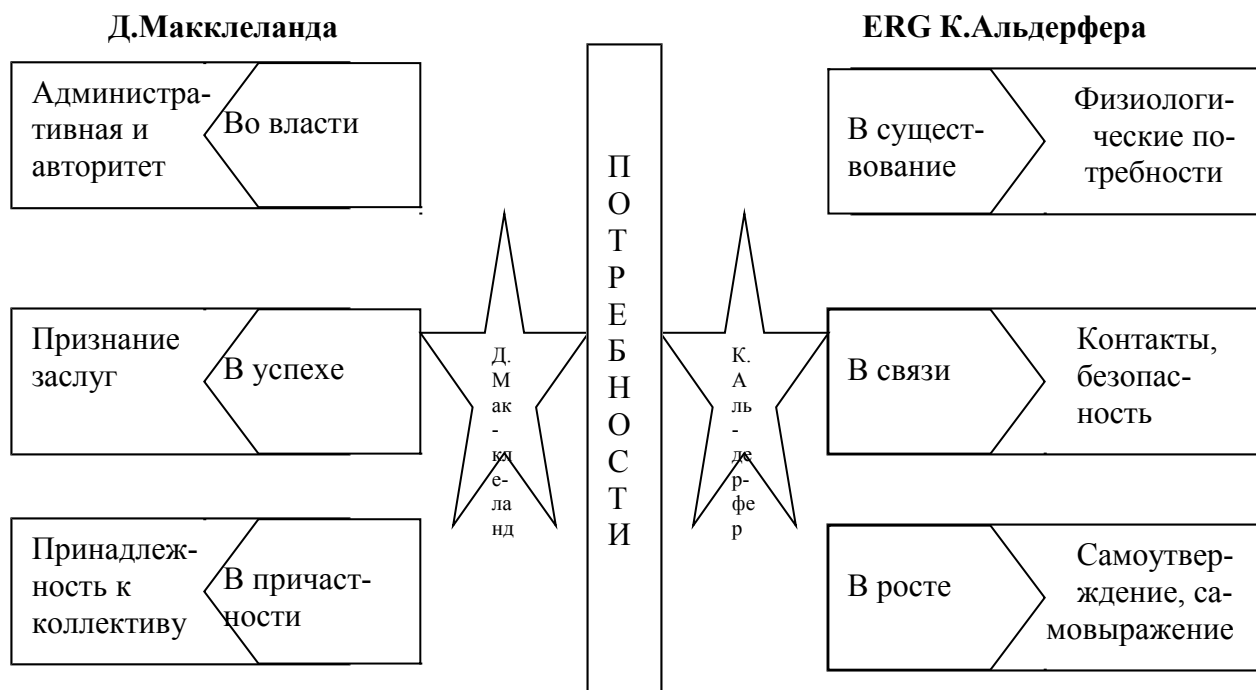 Д.Макклеланда
ERG К.Альдерфера
Администра-
тивная и
авторитет
Во власти
Признание
заслуг
В успехе
Принадлеж-
ность к
коллективу
В причаст-
ности
Д.
М
ак
-
кл
е-
ла
нд
П
О
Т
Р
Е
Б
Н
О
С
Т
И
К.
А
ль
-
де
р-
фе
р
В сущест-
вование
Физиологи-
ческие по-
требности
В связи
Контакты,
безопас-
ность
В росте
Самоутвер-
ждение, са-
мовыражение